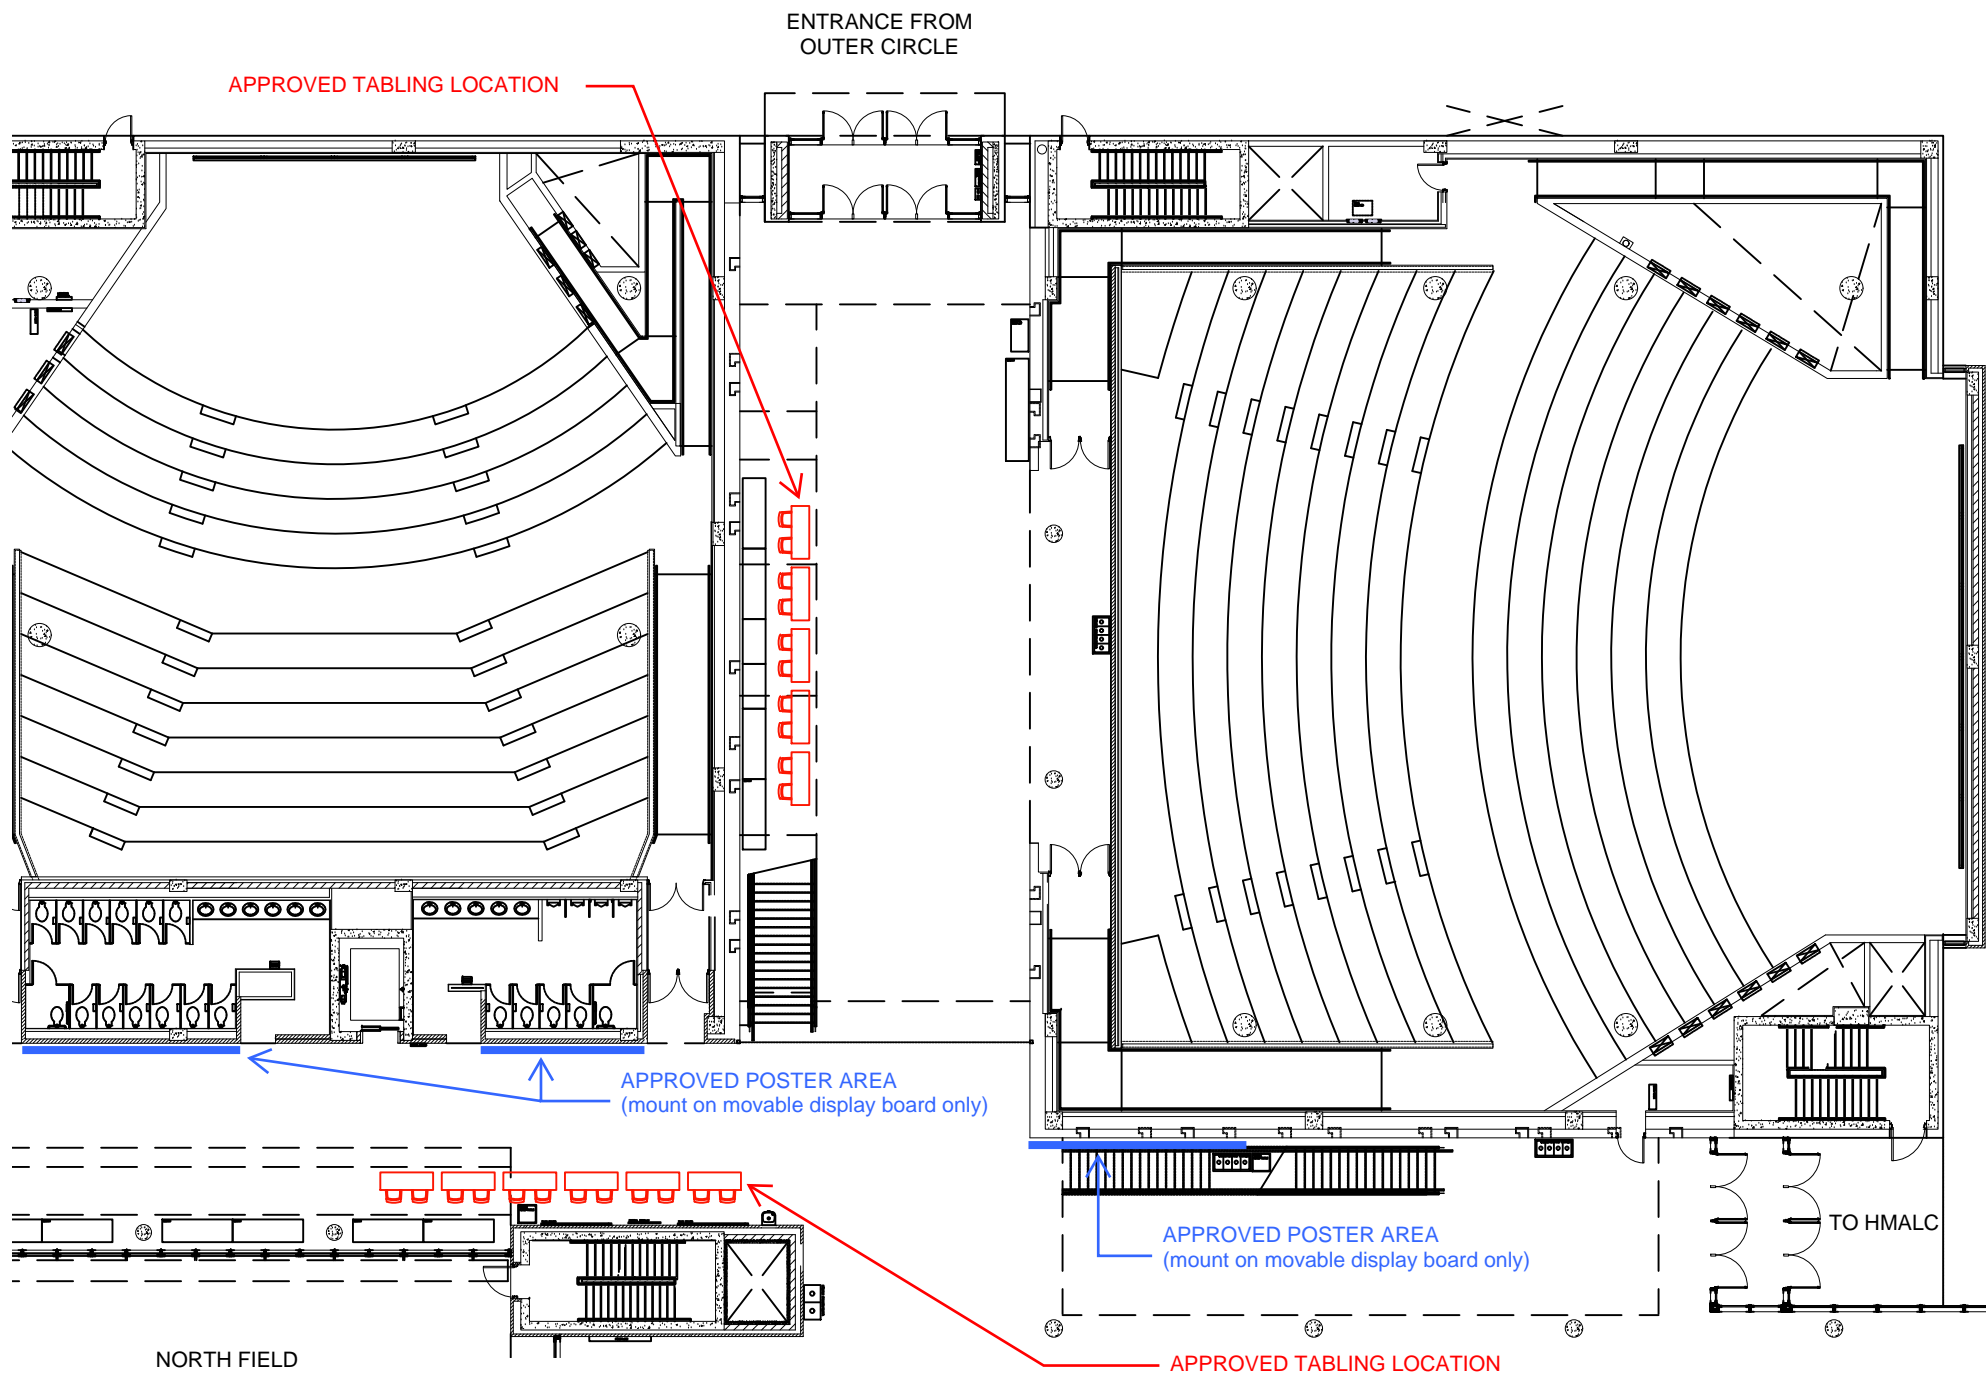 ENTRANCE FROM
OUTER CIRCLE
APPROVED TABLING LOCATION
APPROVED POSTER AREA
(mount on movable display board only)
APPROVED POSTER AREA
(mount on movable display board only)
TO HMALC
NORTH FIELD
APPROVED TABLING LOCATION